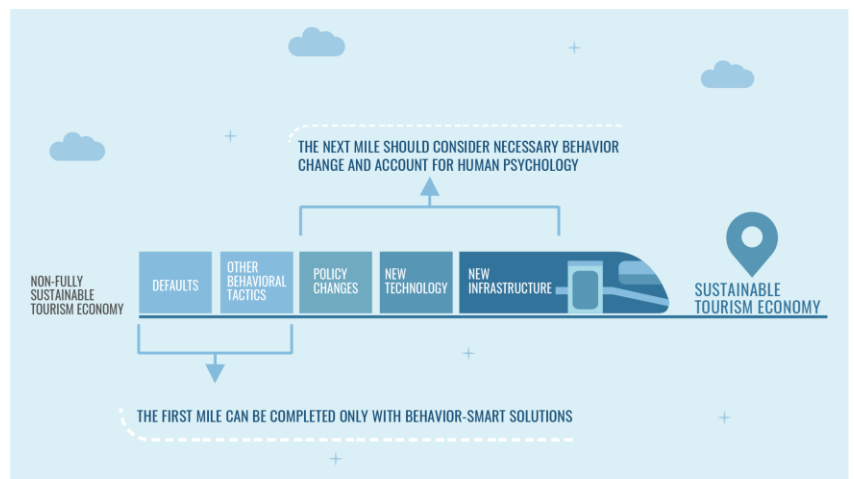 THE NEXT MILE SHOULD CONSIDER NECESSARY BEHAVIOR
CHANGE AND ACCOUNT FOR HUMAN PSYCHOLOGY
NON-FULLY
SUSTAINABLE
TOURISM ECONOMY
DEFAULTS
OTHER
BEHAVIORAL
TACTICS
POLICY
CHANGES
NEW
TECHNOLOGY
NEW
INFRASTRUCTURE
SUSTAINABLE
TOURISM ECONOMY
THE FIRST MILE CAN BE COMPLETED ONLY WITH BEHAVIOR-SMART SOLUTIONS